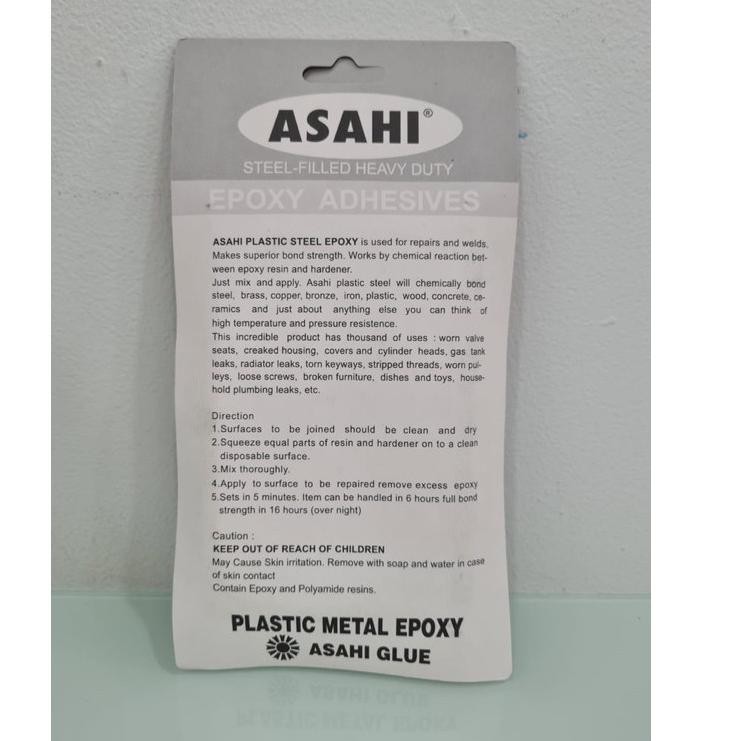 ASAHI®
STEEL-FILLED HEAVY DUTY
EPOXY ADHESIVES
ASAHI PLASTIC STEEL EPOXY is used for repairs and welds.
Makes superior bond strength. Works by chemical reaction bet-
ween epoxy resin and hardener.
Just mix and apply. Asahi plastic steel will chemically bond
steel, brass, copper, bronze, iron, plastic, wood, concrete, ce-
ramics and just about anything else you can think of
high temperature and pressure resistence.
This incredible product has thousand of uses : worn valve
seats, creaked housing, covers and cylinder heads, gas tank
leaks, radiator leaks, torn keyways, stripped threads, worn pul-
leys, loose screws, broken furniture, dishes and toys, house-
hold plumbing leaks, etc.
Direction
1.Surfaces to be joined should be clean and dry
2.Squeeze equal parts of resin and hardener on to a clean
disposable surface.
3.Mix thoroughly.
4.Apply to surface to be repaired remove excess epoxy
5.Sets in 5 minutes. Item can be handled in 6 hours full bond
strength in 16 hours (over night)
Caution :
KEEP OUT OF REACH OF CHILDREN
May Cause Skin irritation. Remove with soap and water in case
of skin contact
Contain Epoxy and Polyamide resins.
PLASTIC METAL EPOXY
ASAHI GLUE